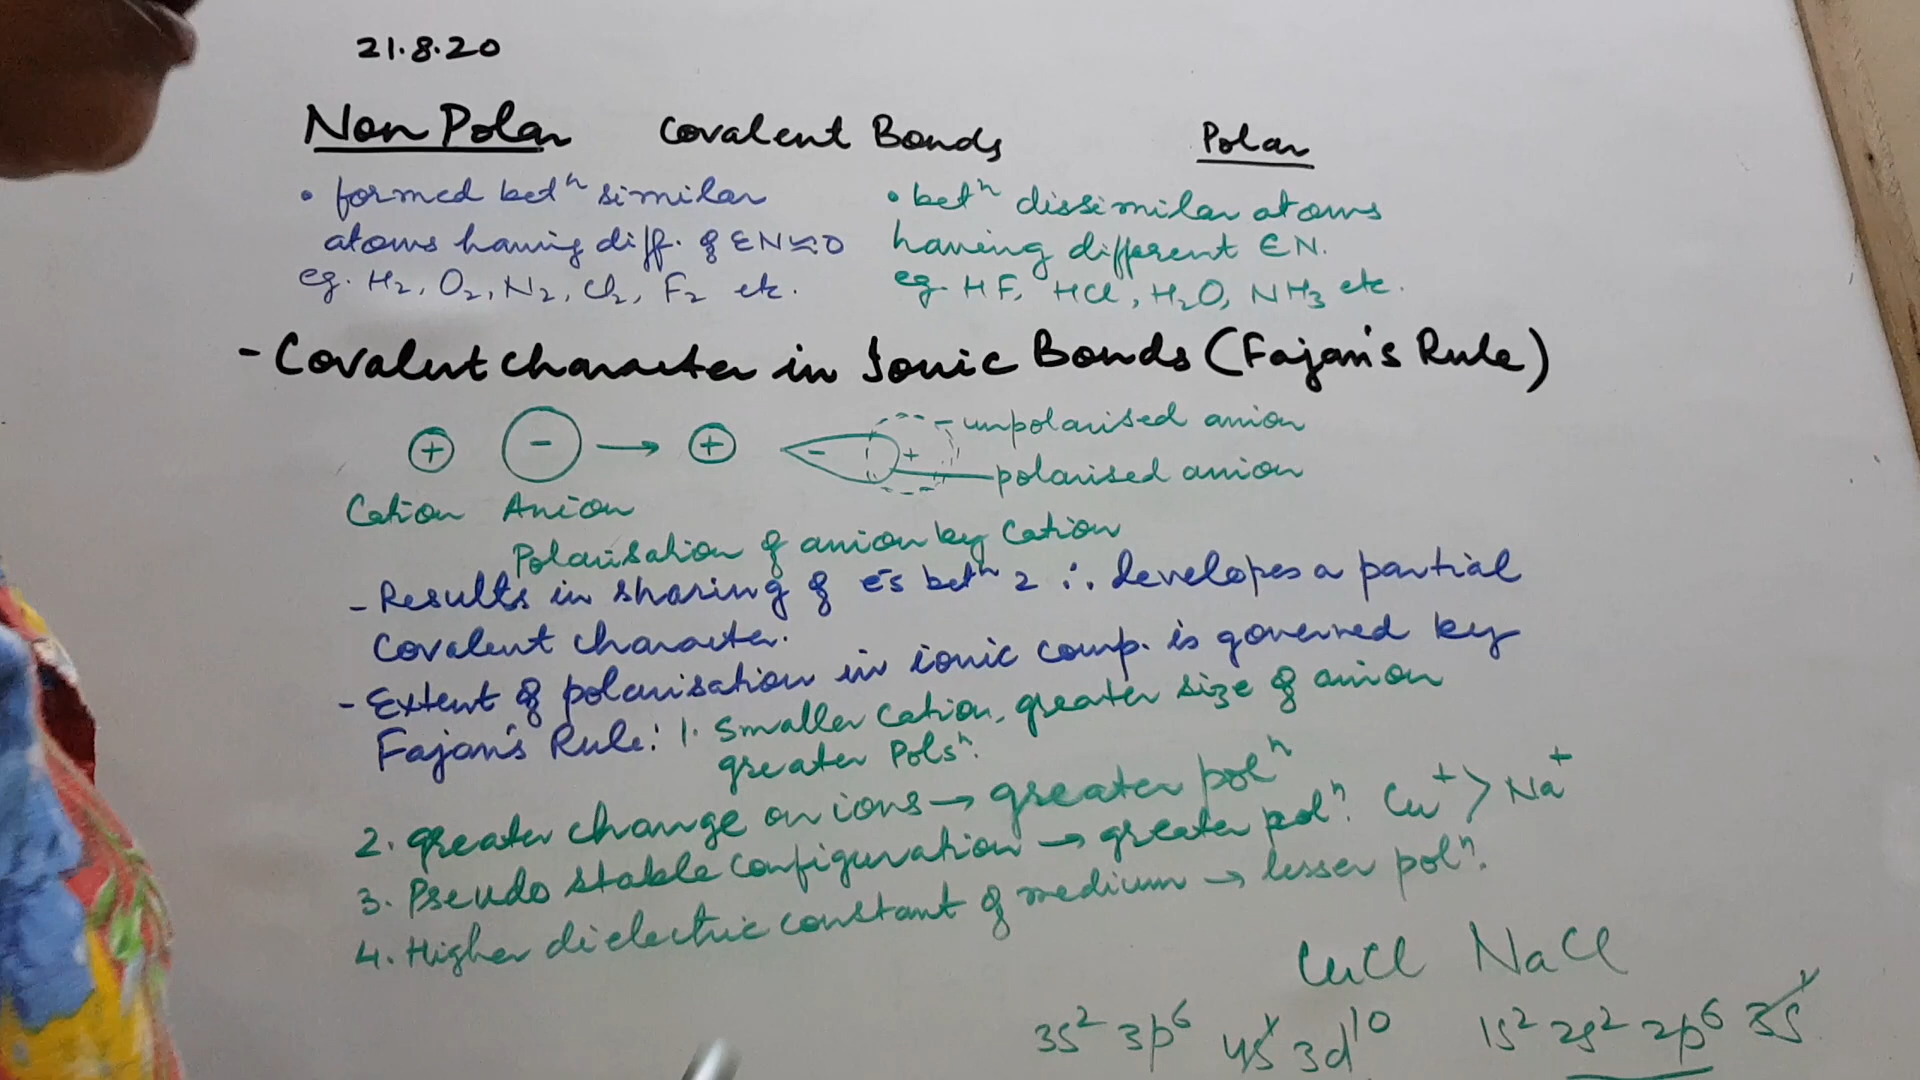 21.8.20
Non Polar Covalent Bonds Polar
• formed betⁿ similar
atoms having diff. of EN≈0
eg. H₂, O₂, N₂, Cl₂, F₂ etc.
• betⁿ dissimilar atoms
having different EN.
eg. HF, HCl, H₂O, NH₃ etc.
- Covalent character in Ionic Bonds (Fajan's Rule)
+ - → + - + unpolarised anion
polarised anion
Cation Anion
Polarisation of anion by Cation
- Results in sharing of es betⁿ 2 ∴ developes a partial
Covalent character.
- Extent of polarisation in ionic comp. is governed by
Fajan's Rule: 1. Smaller Cation, greater size of anion
greater Polsⁿ.
2. greater charge on ions → greater polⁿ
3. Pseudo stable Configuration → greater polⁿ. Cu⁺ > Na⁺
4. Higher dielectric constant of medium → lesser polⁿ.
CuCl NaCl
3s² 3p⁶ 4s¹ 3d¹⁰ 1s² 2s² 2p⁶ 3s¹